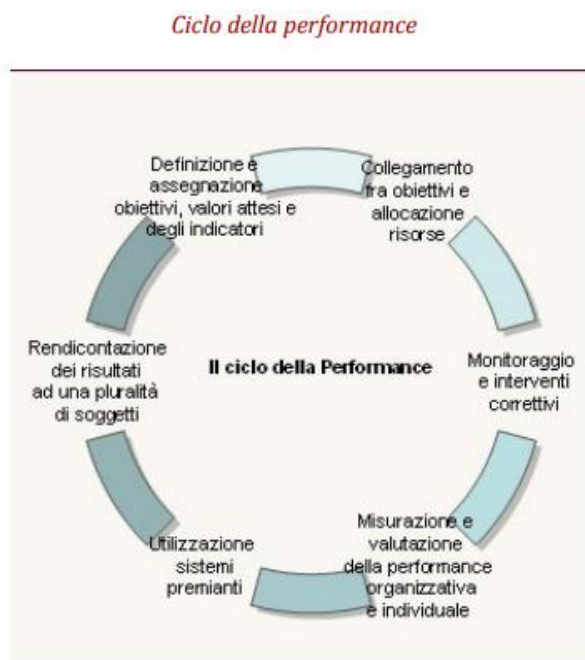 Ciclo della performance
Definizione e
assegnazione
obiettivi, valori attesi e
degli indicatori
Collegamento
fra obiettivi e
allocazione
risorse
Monitoraggio
e interventi
correttivi
Misurazione e
valutazione
della performance
organizzativa
e individuale
Utilizzazione
sistemi
premianti
Rendicontazione
dei risultati
ad una pluralità
di soggetti
Il ciclo della Performance